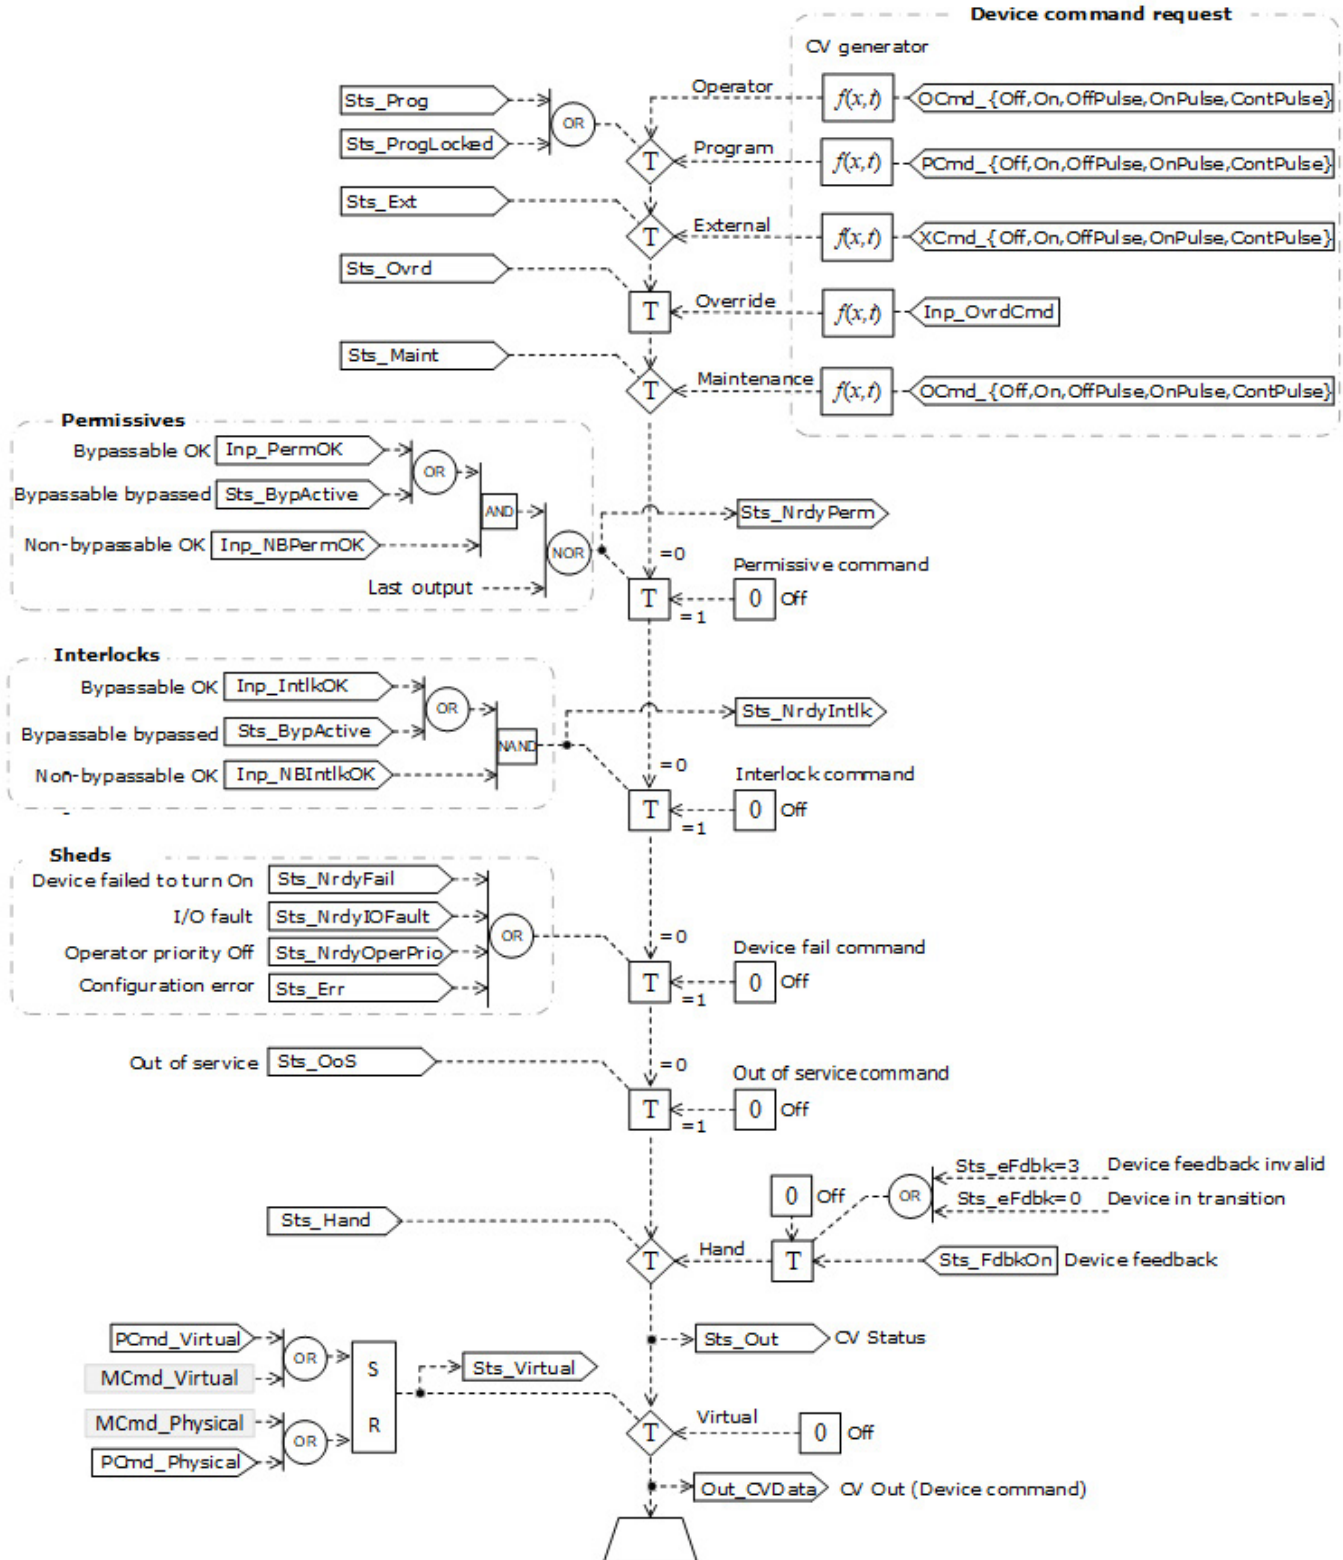 Device command request
CV generator
Operator
f(x,t)
OCmd_{Off,On,OffPulse,OnPulse,ContPulse}
Sts_Prog
OR
Sts_ProgLocked
Program
T
f(x,t)
PCmd_{Off,On,OffPulse,OnPulse,ContPulse}
Sts_Ext
External
T
f(x,t)
XCmd_{Off,On,OffPulse,OnPulse,ContPulse}
Sts_Ovrd
Override
T
f(x,t)
Inp_OvrdCmd
Sts_Maint
Maintenance
T
f(x,t)
OCmd_{Off,On,OffPulse,OnPulse,ContPulse}
Permissives
Bypassable OK
Inp_PermOK
OR
Bypassable bypassed
Sts_BypActive
AND
Sts_NrdyPerm
Non-bypassable OK
Inp_NBPermOK
NOR
=0
Last output
Permissive command
T
0
Off
=1
Interlocks
Bypassable OK
Inp_IntlkOK
OR
Bypassable bypassed
Sts_BypActive
NAND
Sts_NrdyIntlk
Non-bypassable OK
Inp_NBIntlkOK
=0
Interlock command
T
0
Off
=1
Sheds
Device failed to turn On
Sts_NrdyFail
I/O fault
Sts_NrdyIOFault
OR
Operator priority Off
Sts_NrdyOperPrio
Configuration error
Sts_Err
=0
Device fail command
T
0
Off
=1
Out of service
Sts_OoS
=0
Out of service command
T
0
Off
=1
Sts_eFdbk=3
Device feedback invalid
0
Off
OR
Sts_eFdbk=0
Device in transition
Sts_Hand
Hand
T
T
Sts_FdbkOn
Device feedback
PCmd_Virtual
OR
MCmd_Virtual
S
Sts_Out
CV Status
Sts_Virtual
MCmd_Physical
OR
PCmd_Physical
R
Virtual
T
0
Off
Out_CVData
CV Out (Device command)